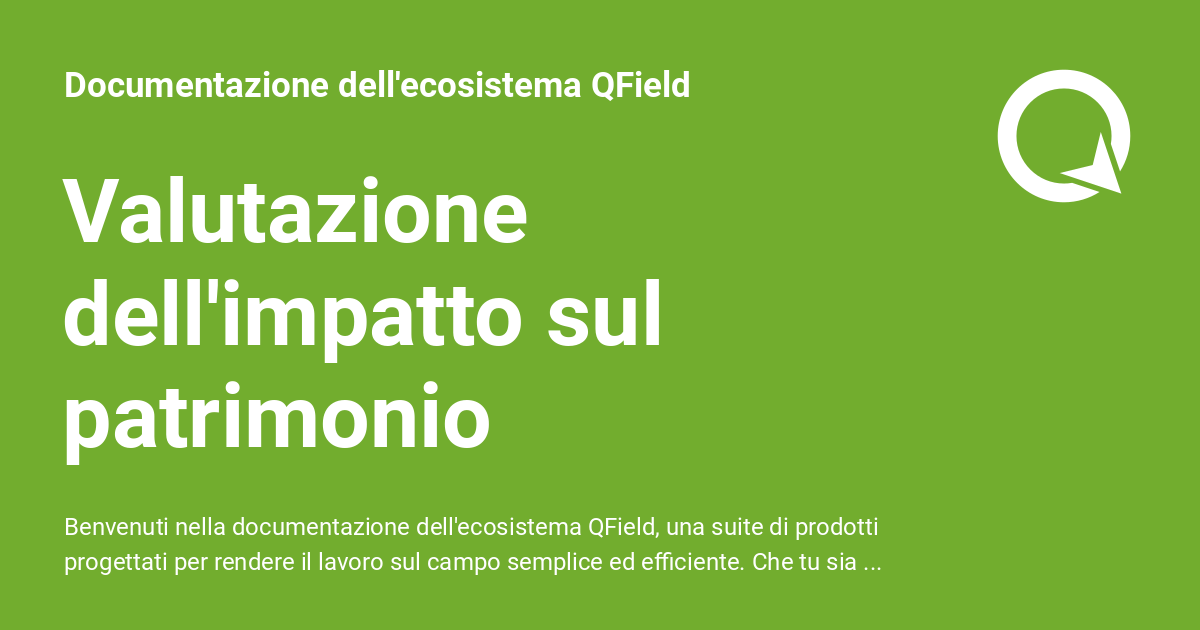 Documentazione dell'ecosistema QField
Valutazione
dell'impatto sul
patrimonio
Benvenuti nella documentazione dell'ecosistema QField, una suite di prodotti
progettati per rendere il lavoro sul campo semplice ed efficiente. Che tu sia ...